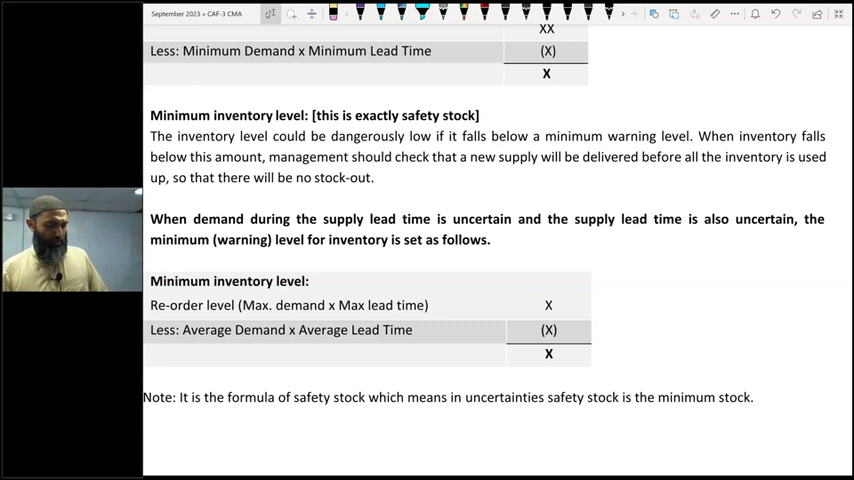 September 2023 » CAF-3 CMA
XX
Less: Minimum Demand x Minimum Lead Time (X)
X
Minimum inventory level: [this is exactly safety stock]
The inventory level could be dangerously low if it falls below a minimum warning level. When inventory falls
below this amount, management should check that a new supply will be delivered before all the inventory is used
up, so that there will be no stock-out.
When demand during the supply lead time is uncertain and the supply lead time is also uncertain, the
minimum (warning) level for inventory is set as follows.
Minimum inventory level:
Re-order level (Max. demand x Max lead time) X
Less: Average Demand x Average Lead Time (X)
X
Note: It is the formula of safety stock which means in uncertainties safety stock is the minimum stock.